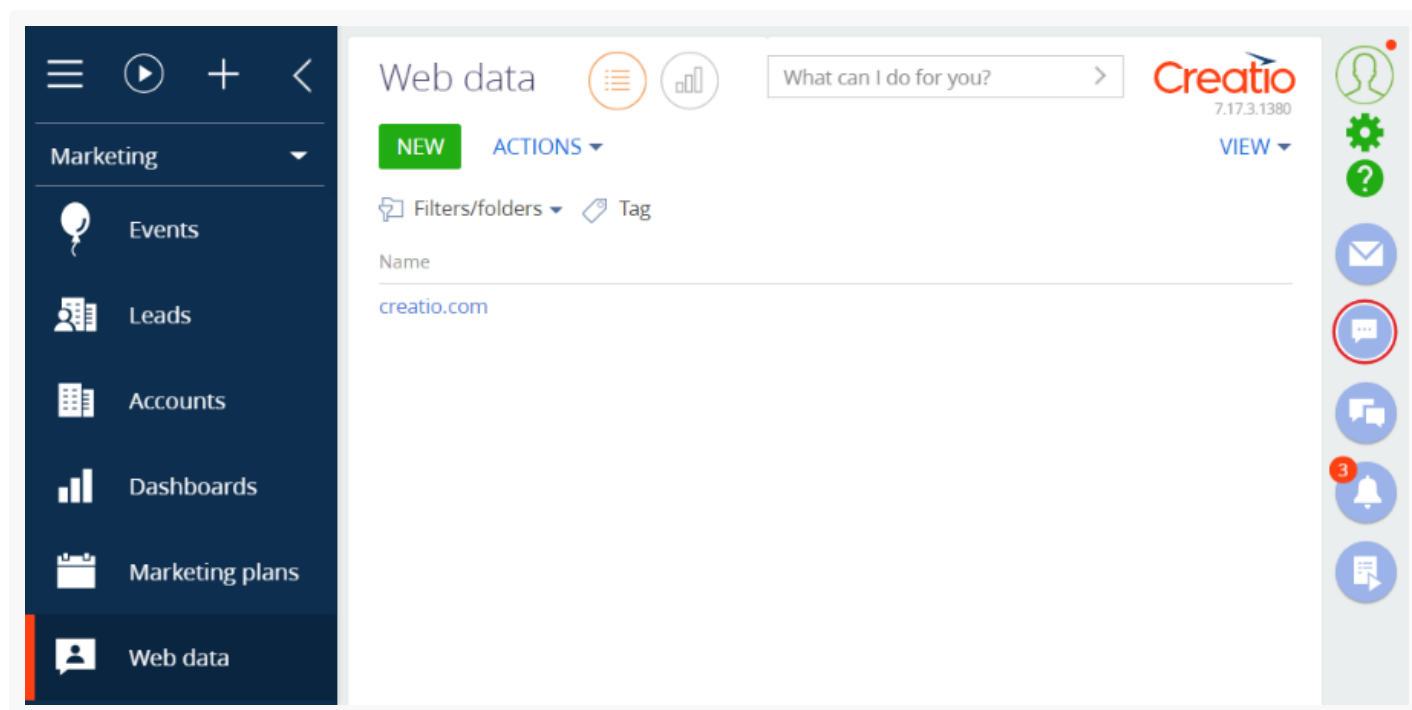 Web data
What can I do for you?
Creatio
7.17.3.1380
Marketing
NEW
ACTIONS
VIEW
Filters/folders
Tag
Events
Name
Leads
creatio.com
Accounts
Dashboards
3
Marketing plans
Web data
?